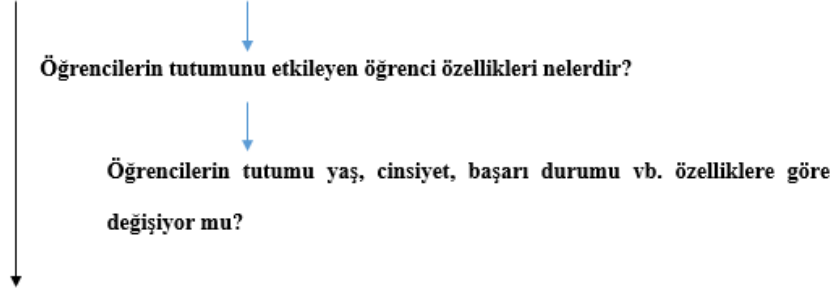 Öğrencilerin tutumunu etkileyen öğrenci özellikleri nelerdir?
Öğrencilerin tutumu yaş, cinsiyet, başarı durumu vb. özelliklere göre
değişiyor mu?